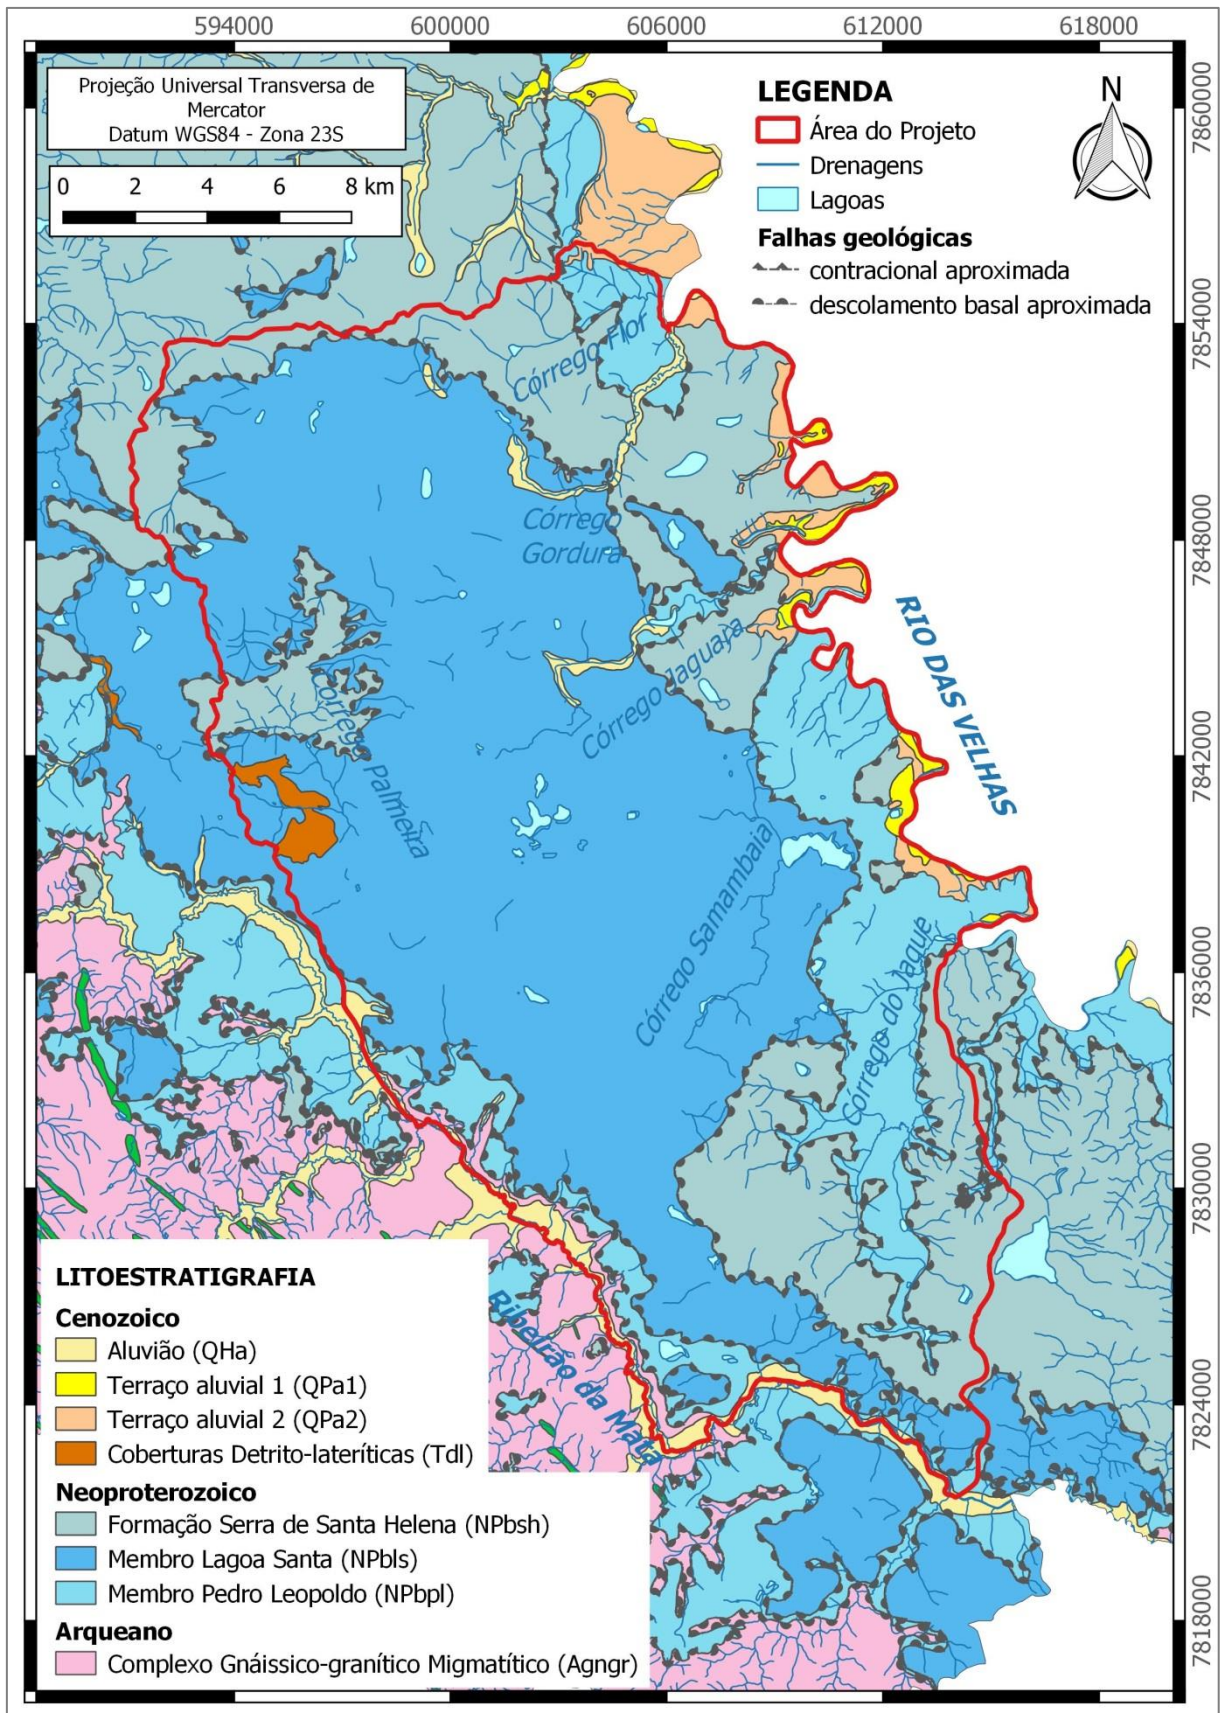 594000
600000
606000
612000
618000
Projeção Universal Transversa de
Mercator
Datum WGS84 - Zona 23S
0 2 4 6 8 km
LEGENDA
Área do Projeto
Drenagens
Lagoas
Falhas geológicas
contracional aproximada
descolamento basal aproximada
N
7860000
7854000
7848000
7842000
7836000
7830000
7824000
7818000
Córrego Flor
Córrego
Gordura
Córrego Jaguara
RIO DAS VELHAS
Córrego Palmeira
Córrego Samambaia
Córrego do Jaque
Ribeirão da Mata
LITOESTRATIGRAFIA
Cenozoico
Aluvião (QHa)
Terraço aluvial 1 (QPa1)
Terraço aluvial 2 (QPa2)
Coberturas Detrito-lateríticas (Tdl)
Neoproterozoico
Formação Serra de Santa Helena (NPbsh)
Membro Lagoa Santa (NPbls)
Membro Pedro Leopoldo (NPbpl)
Arqueano
Complexo Gnáissico-granítico Migmatítico (Agngr)